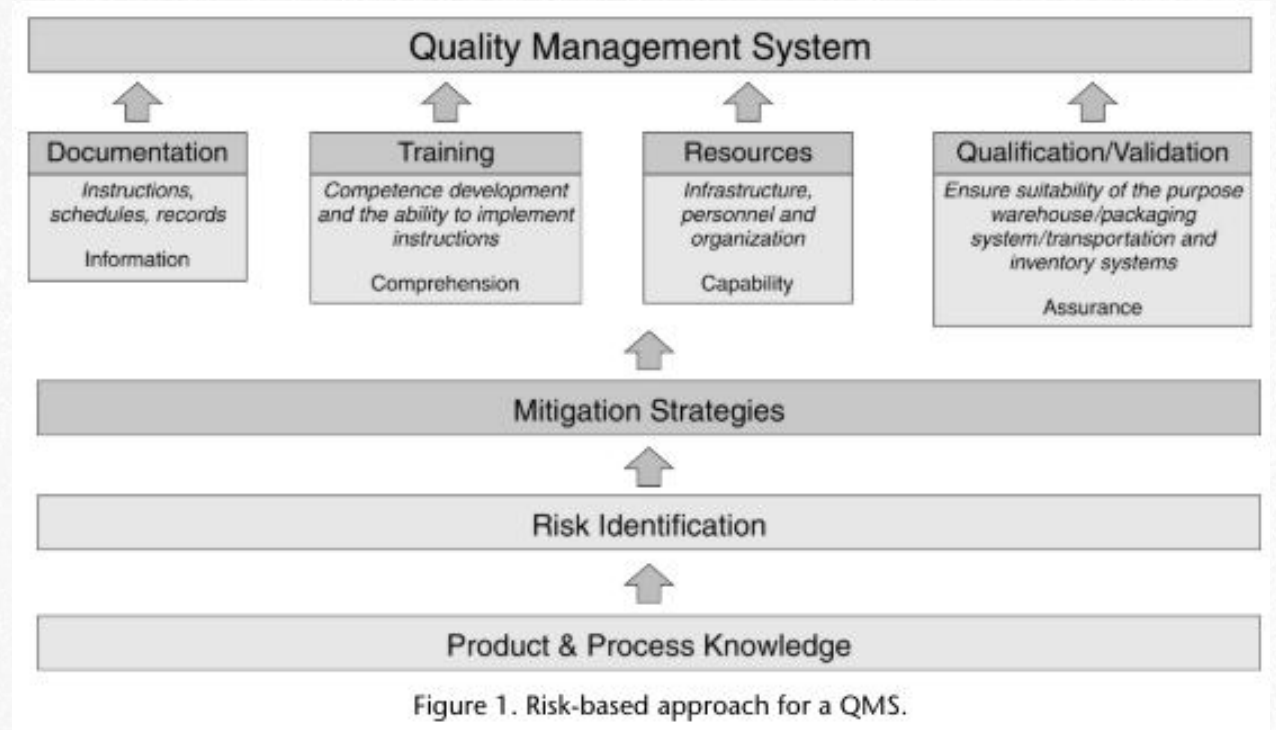 Quality Management System
Documentation
Instructions,
schedules, records
Information
Training
Competence development
and the ability to implement
instructions
Comprehension
Resources
Infrastructure,
personnel and
organization
Capability
Qualification/Validation
Ensure suitability of the purpose
warehouse/packaging
system/transportation and
inventory systems
Assurance
Mitigation Strategies
Risk Identification
Product & Process Knowledge
Figure 1. Risk-based approach for a QMS.